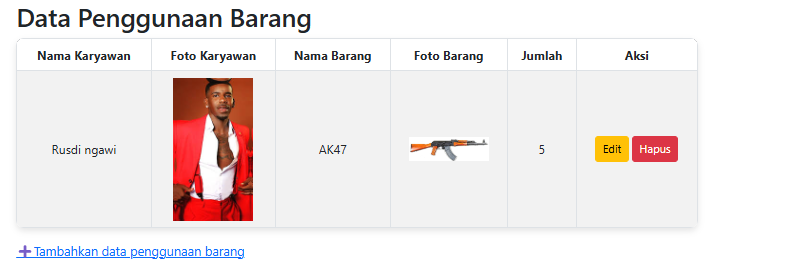 Data Penggunaan Barang
Nama Karyawan Foto Karyawan Nama Barang Foto Barang Jumlah Aksi
Rusdi ngawi AK47 5 Edit Hapus
➕Tambahkan data penggunaan barang